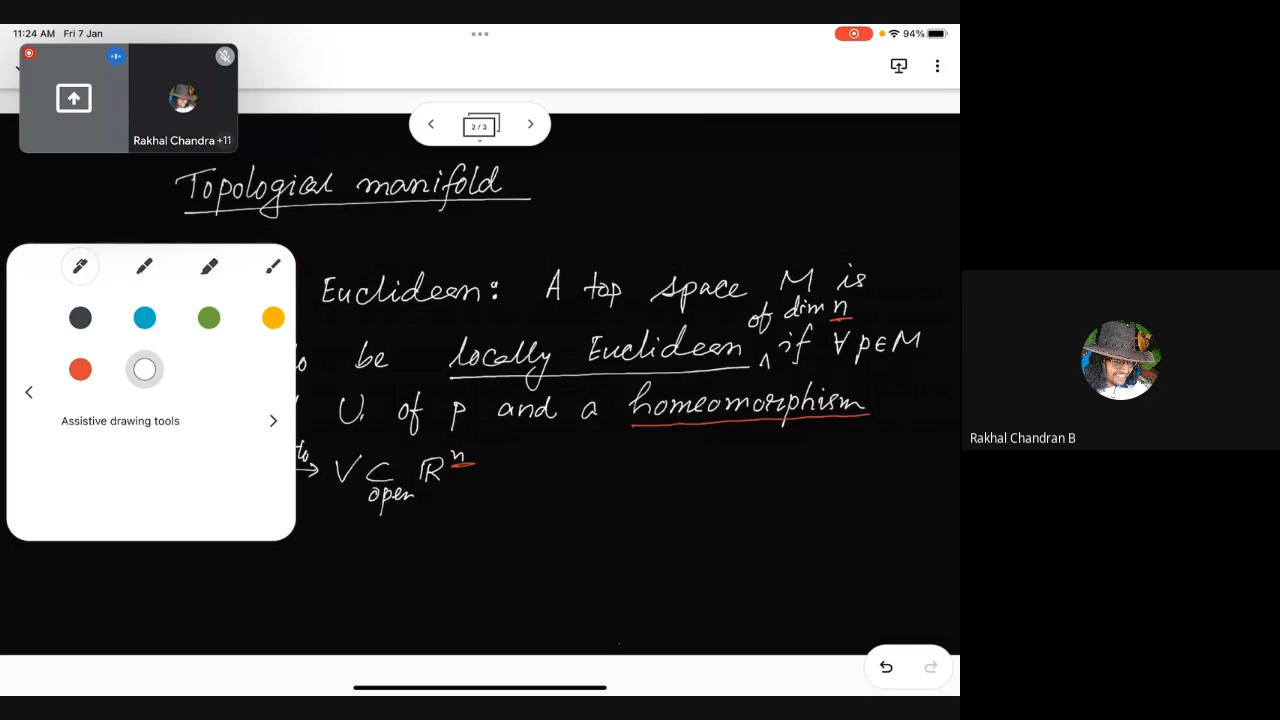 11:24 AM Fri 7 Jan
94%
Rakhal Chandra +11
2 / 3
Topological manifold
Euclidean: A top space M is
of dim n
be locally Euclidean ∧ if ∀ p ∈ M
U of p and a homeomorphism
→ V ⊂ ℝⁿ
open
Assistive drawing tools
Rakhal Chandran B